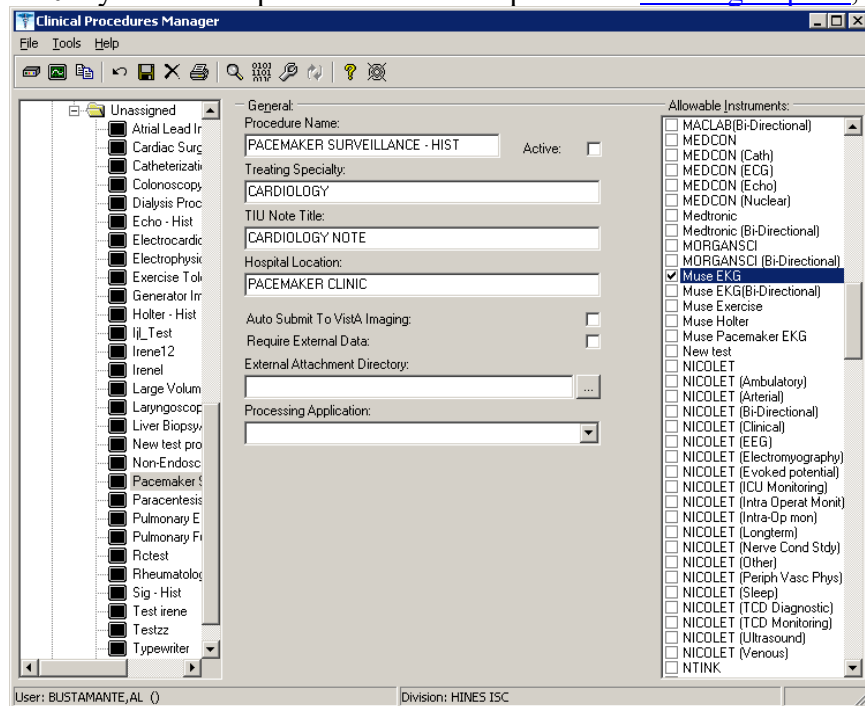 Clinical Procedures Manager
File Tools Help
Unassigned
Atrial Lead Ir
Cardiac Surg
Catheterizati
Colonoscopy
Dialysis Proc
Echo - Hist
Electrocardic
Electrophysic
Exercise Tole
Generator Im
Holter - Hist
Ijl_Test
Irene12
Irenel
Large Volum
Laryngoscop
Liver Biopsy
New test pro
Non-Endosc
Pacemaker S
Paracentesis
Pulmonary E
Pulmonary Fu
Rctest
Rheumatolog
Sig - Hist
Test irene
Testzz
Typewriter
General:
Procedure Name:
PACEMAKER SURVEILLANCE - HIST Active:
Treating Specialty:
CARDIOLOGY
TIU Note Title:
CARDIOLOGY NOTE
Hospital Location:
PACEMAKER CLINIC
Auto Submit To VistA Imaging:
Require External Data:
External Attachment Directory:
...
Processing Application:
Allowable Instruments:
MACLAB(Bi-Directional)
MEDCON
MEDCON (Cath)
MEDCON (ECG)
MEDCON (Echo)
MEDCON (Nuclear)
Medtronic
Medtronic (Bi-Directional)
MORGANSCI
MORGANSCI (Bi-Directional)
Muse EKG
Muse EKG(Bi-Directional)
Muse Exercise
Muse Holter
Muse Pacemaker EKG
New test
NICOLET
NICOLET (Ambulatory)
NICOLET (Arterial)
NICOLET (Bi-Directional)
NICOLET (Clinical)
NICOLET (EEG)
NICOLET (Electromyography)
NICOLET (Evoked potential)
NICOLET (ICU Monitoring)
NICOLET (Intra Operat Monit)
NICOLET (Intra-Op mon)
NICOLET (Longterm)
NICOLET (Nerve Cond Stdy)
NICOLET (Other)
NICOLET (Periph Vasc Phys)
NICOLET (Sleep)
NICOLET (TCD Diagnostic)
NICOLET (TCD Monitoring)
NICOLET (Ultrasound)
NICOLET (Venous)
NTINK
User: BUSTAMANTE,AL () Division: HINES ISC